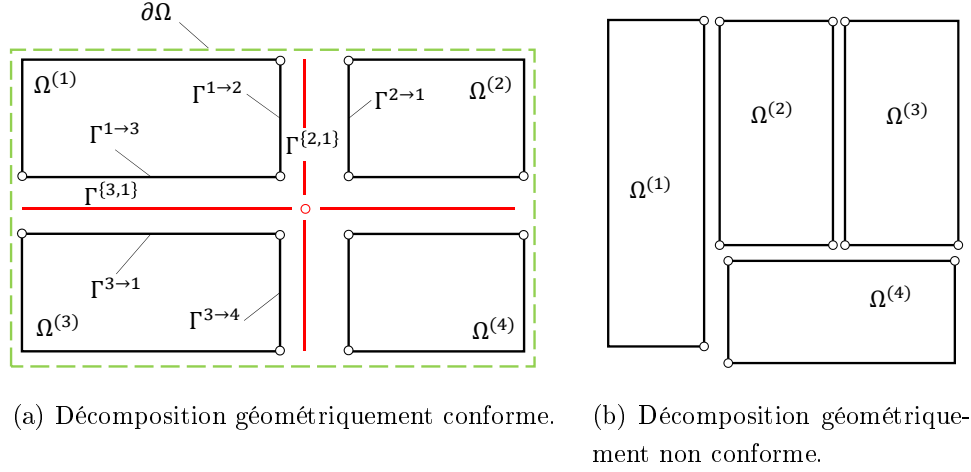 ∂Ω
Ω⁽¹⁾
Γ¹→²
Γ²→¹
Ω⁽²⁾
Γ¹→³
Γ^{2,1}
Γ^{3,1}
Γ³→¹
Γ³→⁴
Ω⁽³⁾
Ω⁽⁴⁾
(a) Décomposition géométriquement conforme.
Ω⁽¹⁾
Ω⁽²⁾
Ω⁽³⁾
Ω⁽⁴⁾
(b) Décomposition géométrique-
ment non conforme.